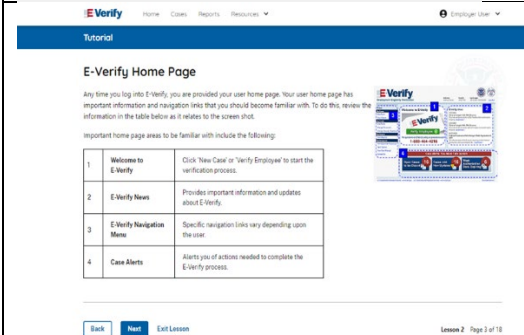 E-Verify Home Cases Reports Resources Employer User
Tutorial
E-Verify Home Page
Any time you log into E-Verify, you are provided your user home page. Your user home page has
important information and navigation links that you should become familiar with. To do this, review the
information in the table below as it relates to the screen shot.
Important home page areas to be familiar with include the following:
1 Welcome to E-Verify Click 'New Case' or 'Verify Employee' to start the
verification process.
2 E-Verify News Provides important information and updates
about E-Verify.
3 E-Verify Navigation Menu Specific navigation links vary depending upon
the user.
4 Case Alerts Alerts you of actions needed to complete the
E-Verify process.
E-Verify
1
2
3
E-Verify
4
Back Next Exit Lesson Lesson 2 Page 3 of 18